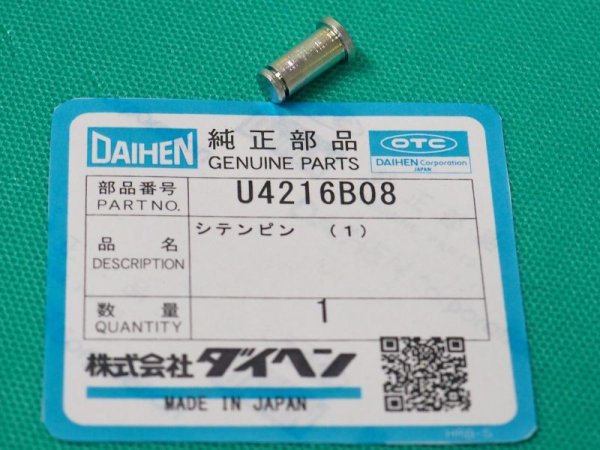 DAIHEN 純正部品 OTC
GENUINE PARTS DAIHEN Corporation
JAPAN
部品番号 U4216B08
PART NO.
品名 シテンピン (1)
DESCRIPTION
数量 1
QUANTITY
株式会社ダイヘン
MADE IN JAPAN